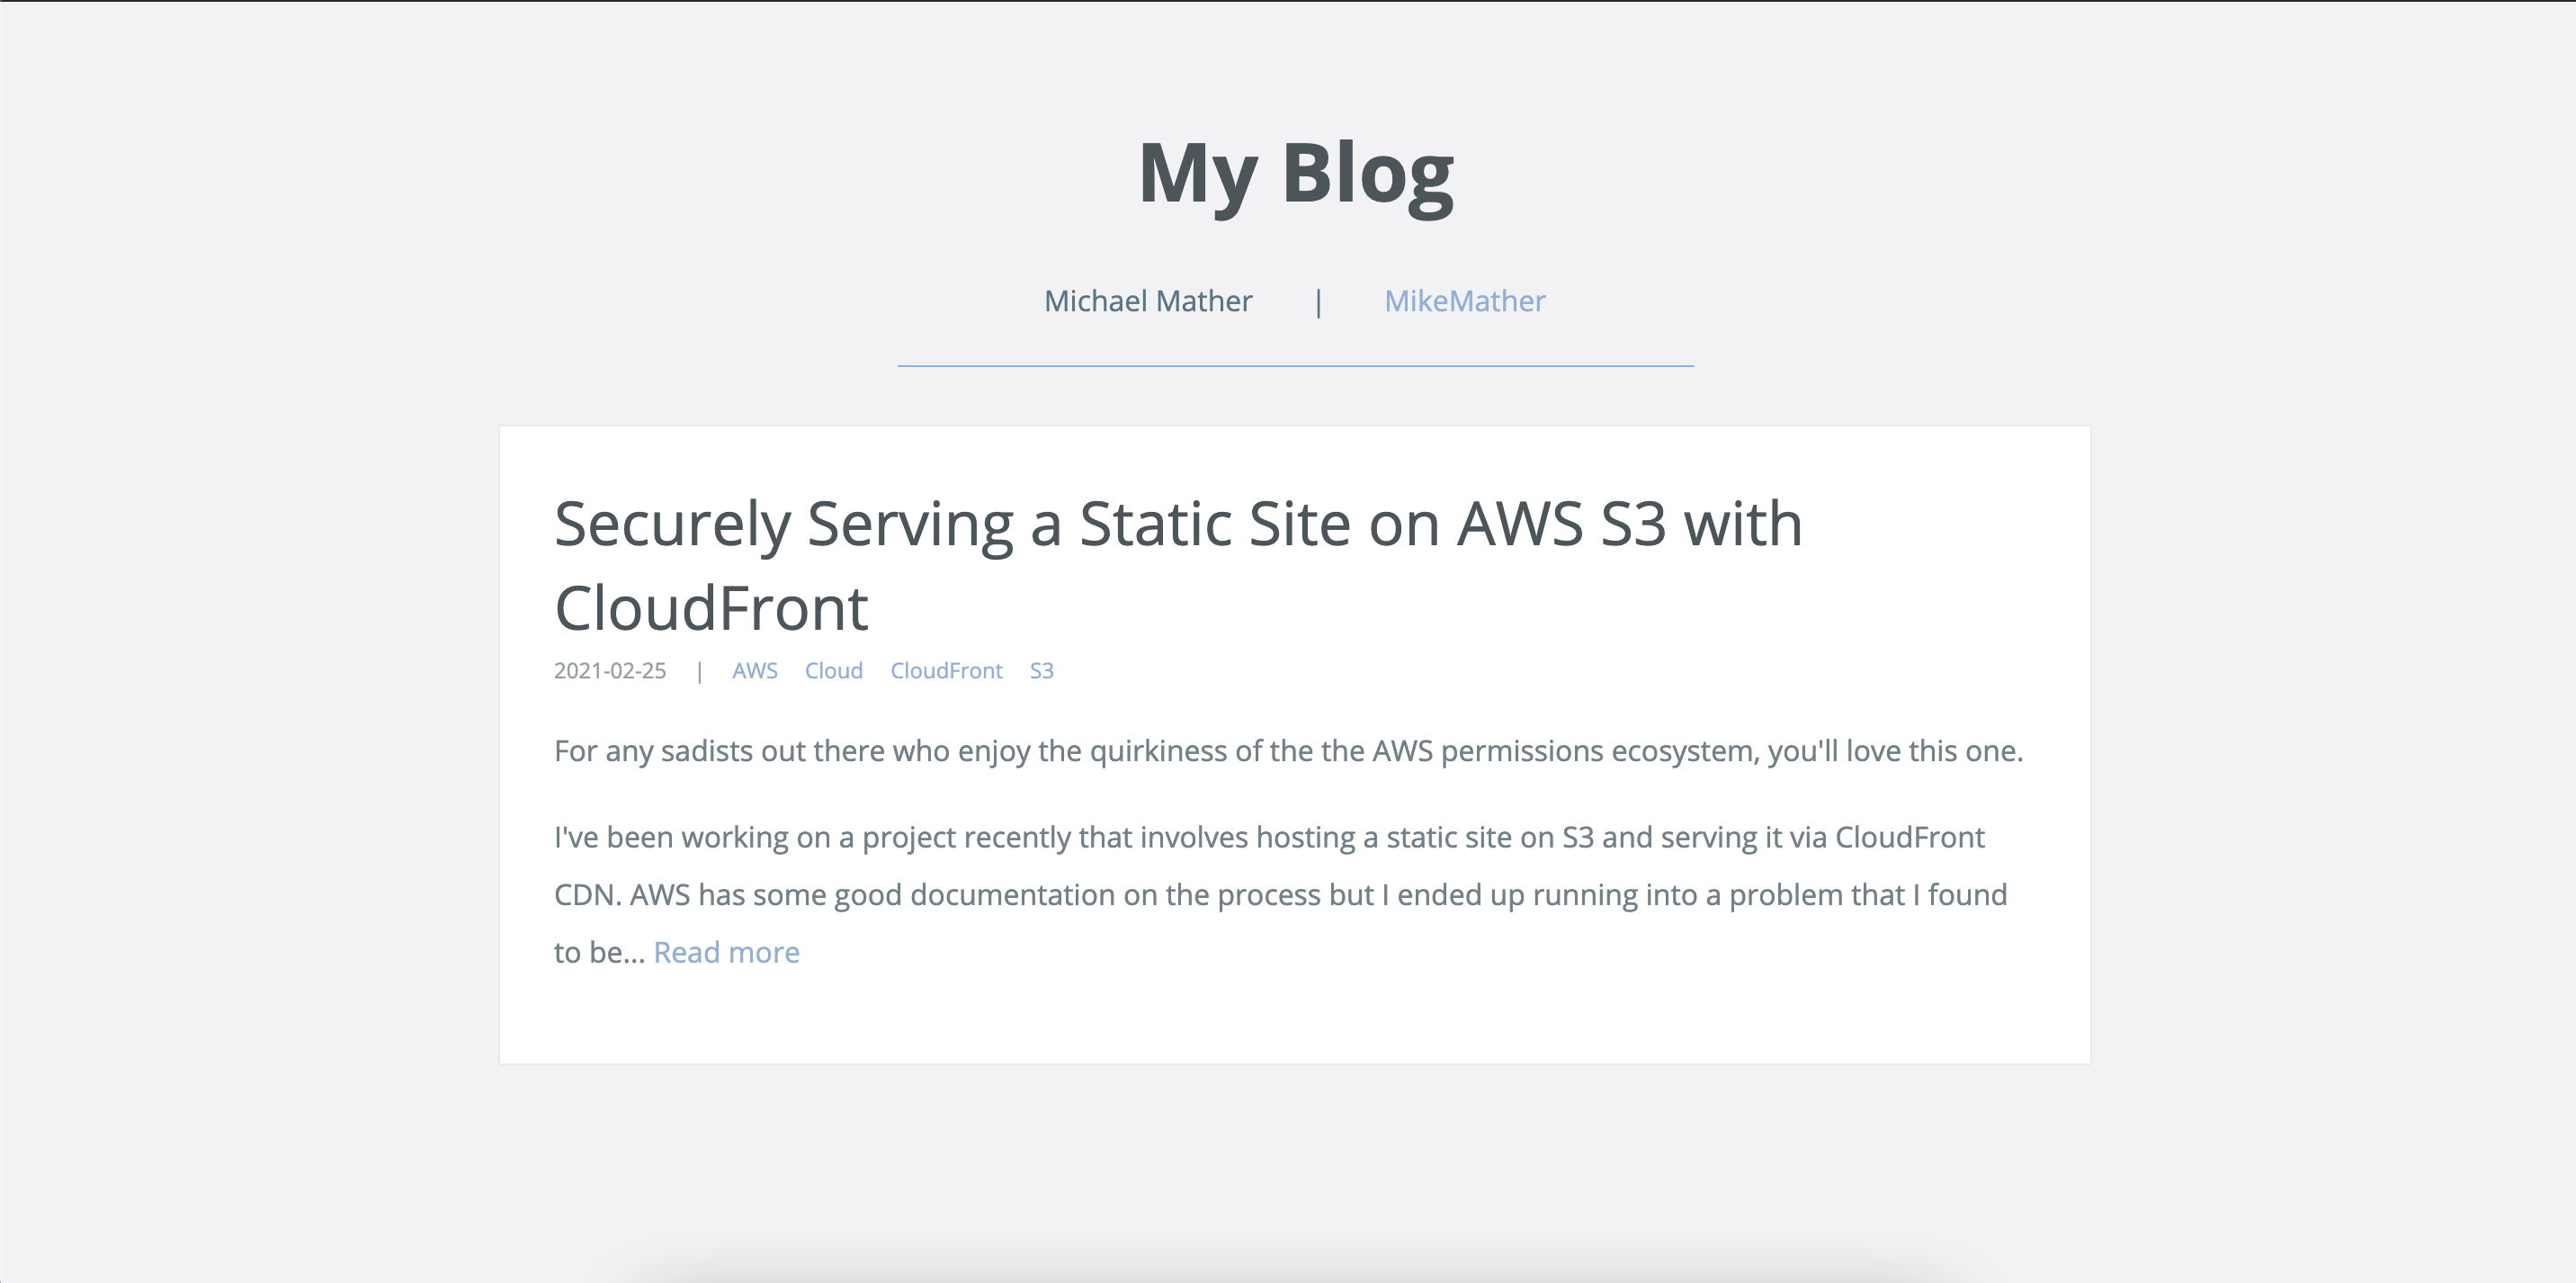 My Blog
Michael Mather | MikeMather
Securely Serving a Static Site on AWS S3 with
CloudFront
2021-02-25 | AWS Cloud CloudFront S3
For any sadists out there who enjoy the quirkiness of the the AWS permissions ecosystem, you'll love this one.
I've been working on a project recently that involves hosting a static site on S3 and serving it via CloudFront
CDN. AWS has some good documentation on the process but I ended up running into a problem that I found
to be... Read more